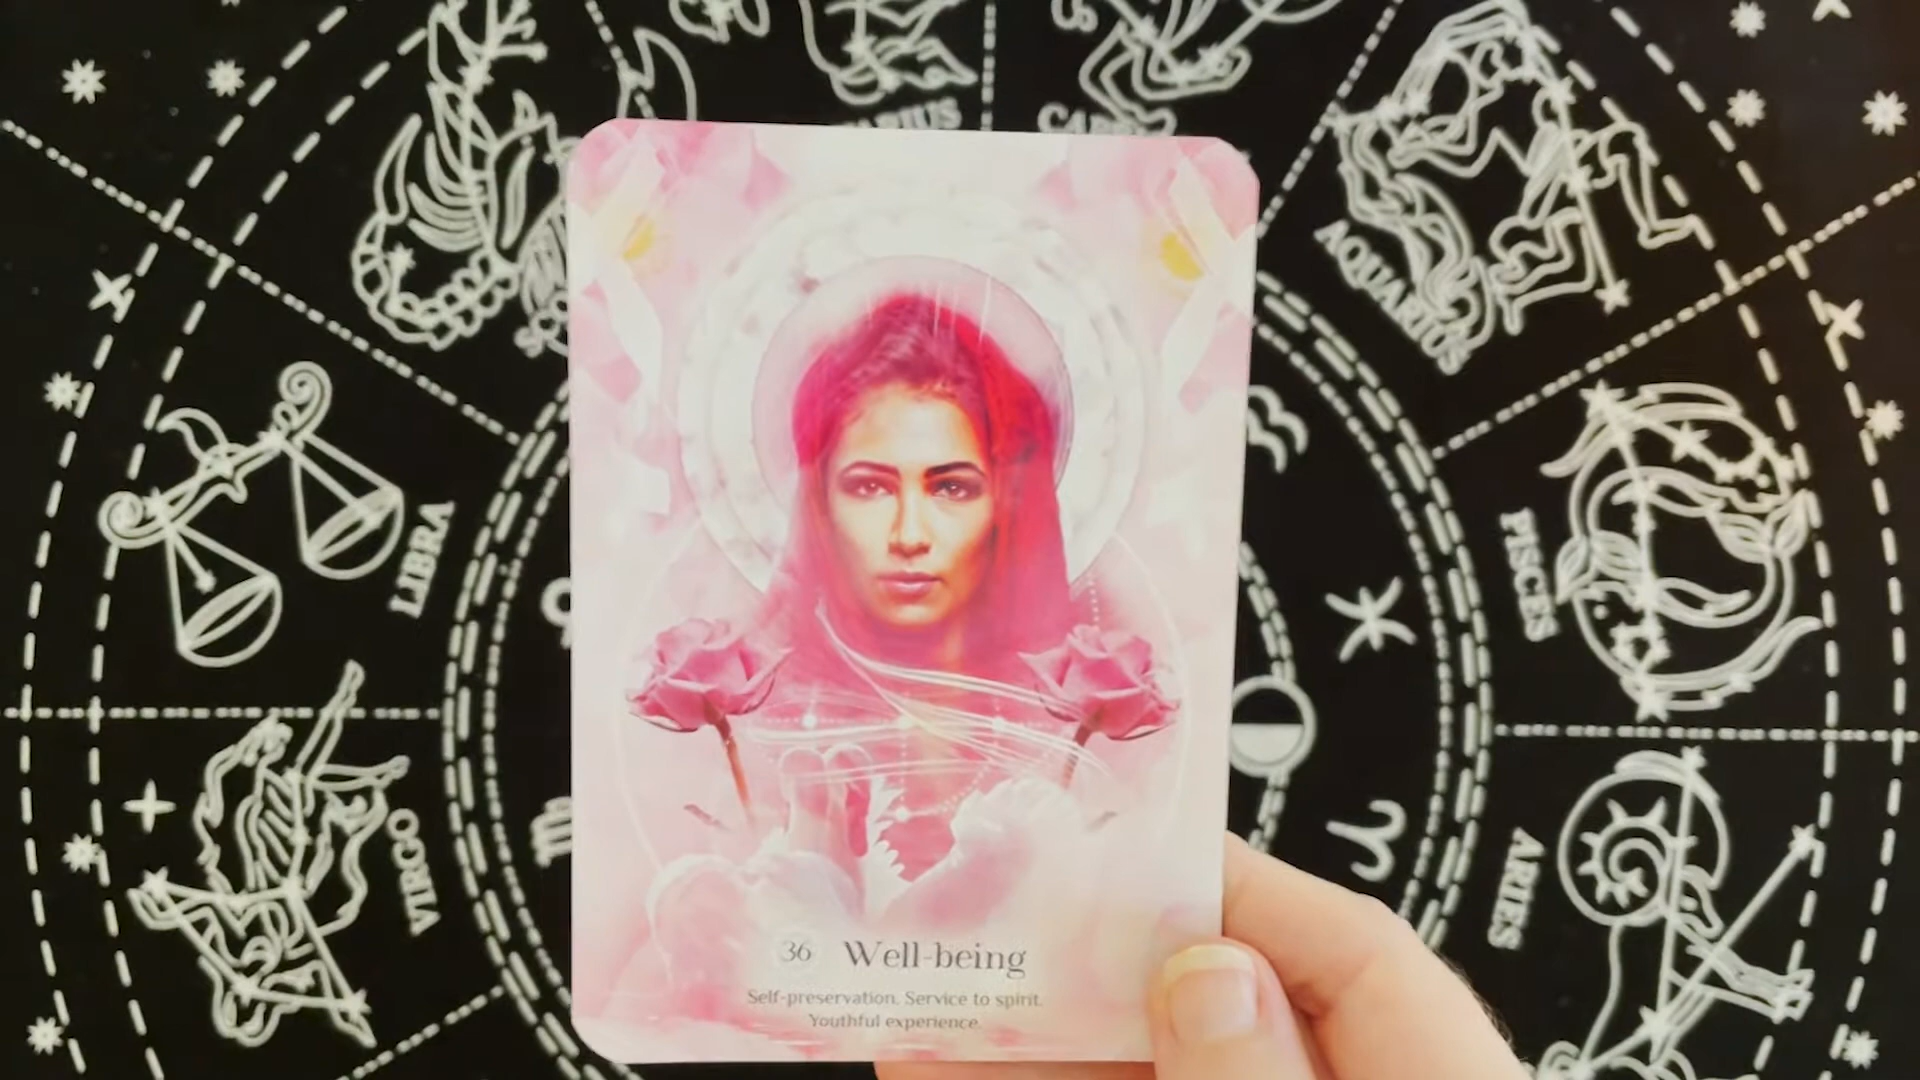 AQUARIUS
LIBRA
PISCES
VIRGO
ARIES
36 Well-being
Self-preservation. Service to spirit.
Youthful experience.